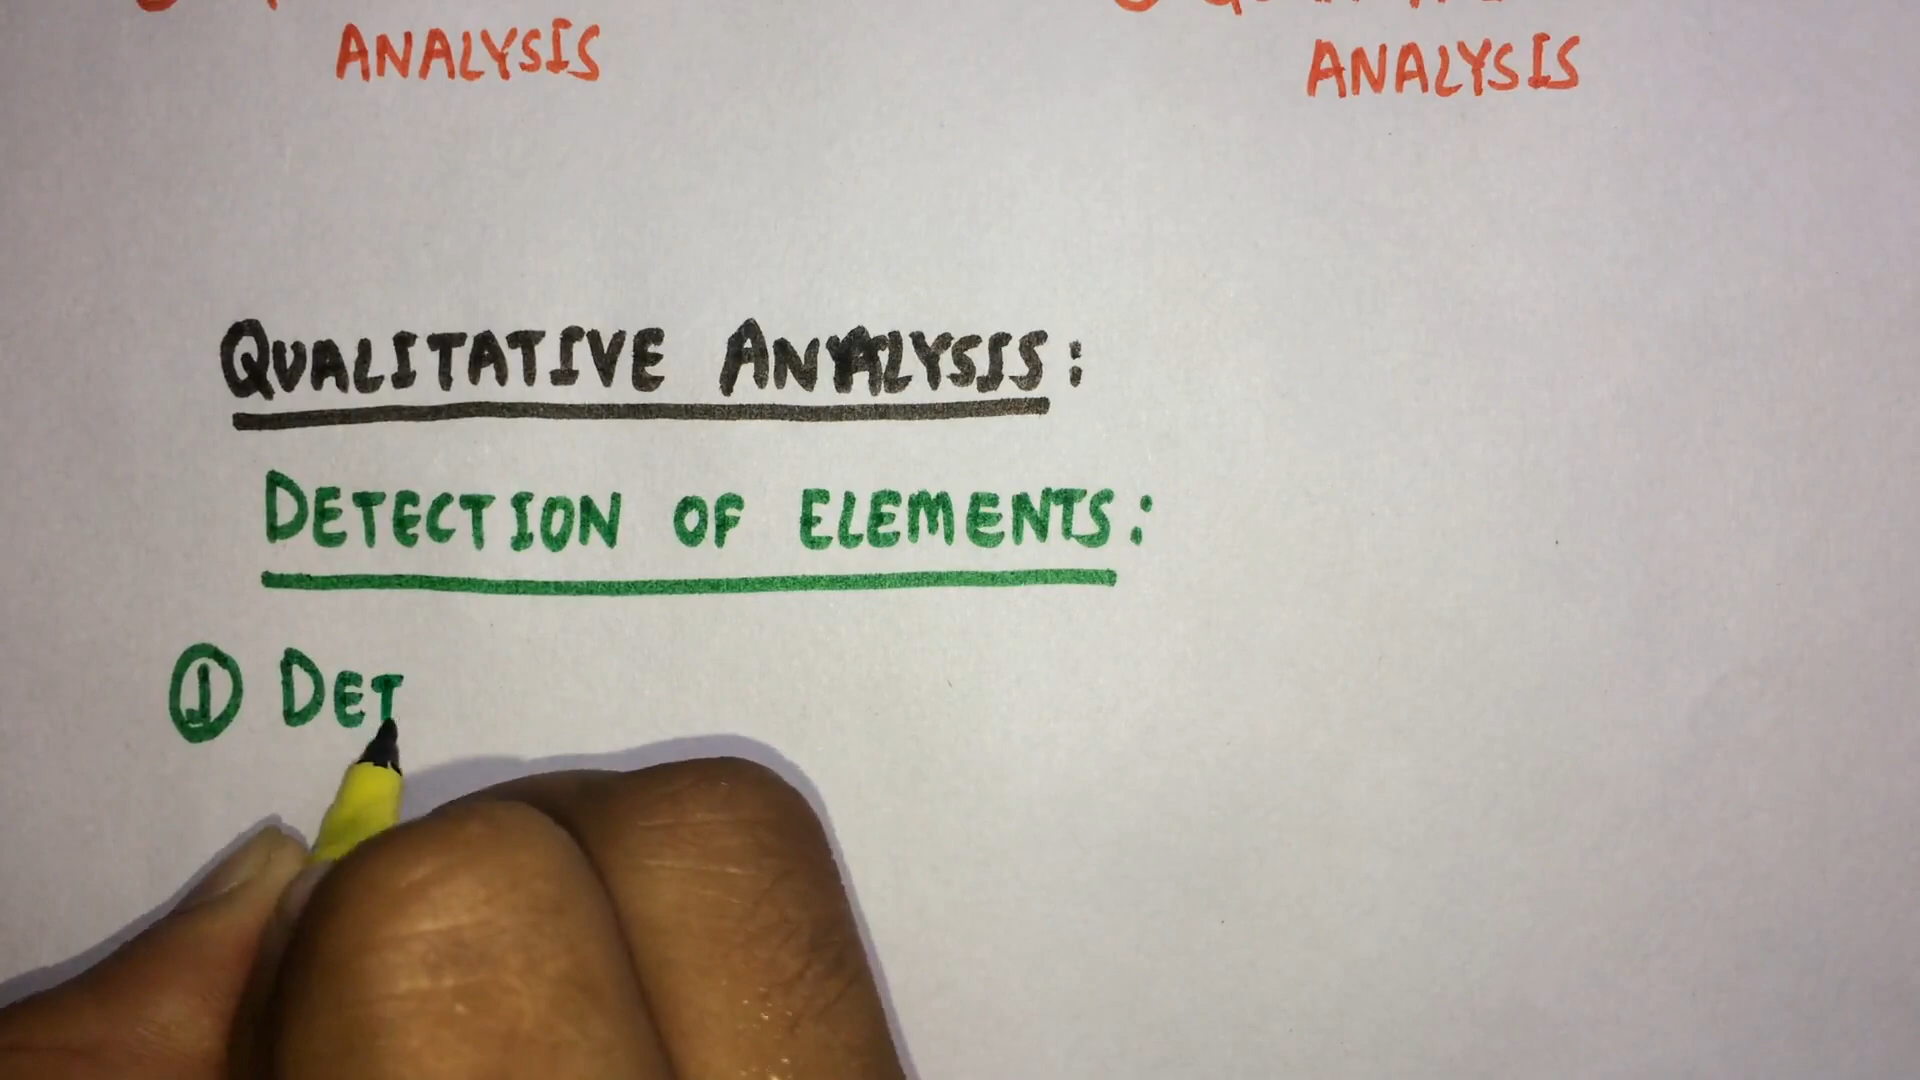 ANALYSIS ANALYSIS
QUALITATIVE ANALYSIS:
DETECTION OF ELEMENTS:
① DET